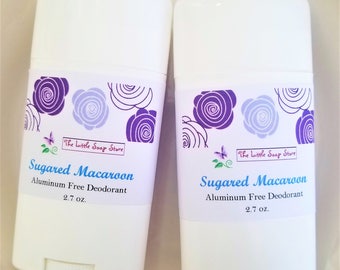 The Little Soap Store
Sugared Macaroon
Aluminum Free Deodorant
2.7 oz.
The Little Soap Store
Sugared Macaroon
Aluminum Free Deodorant
2.7 oz.